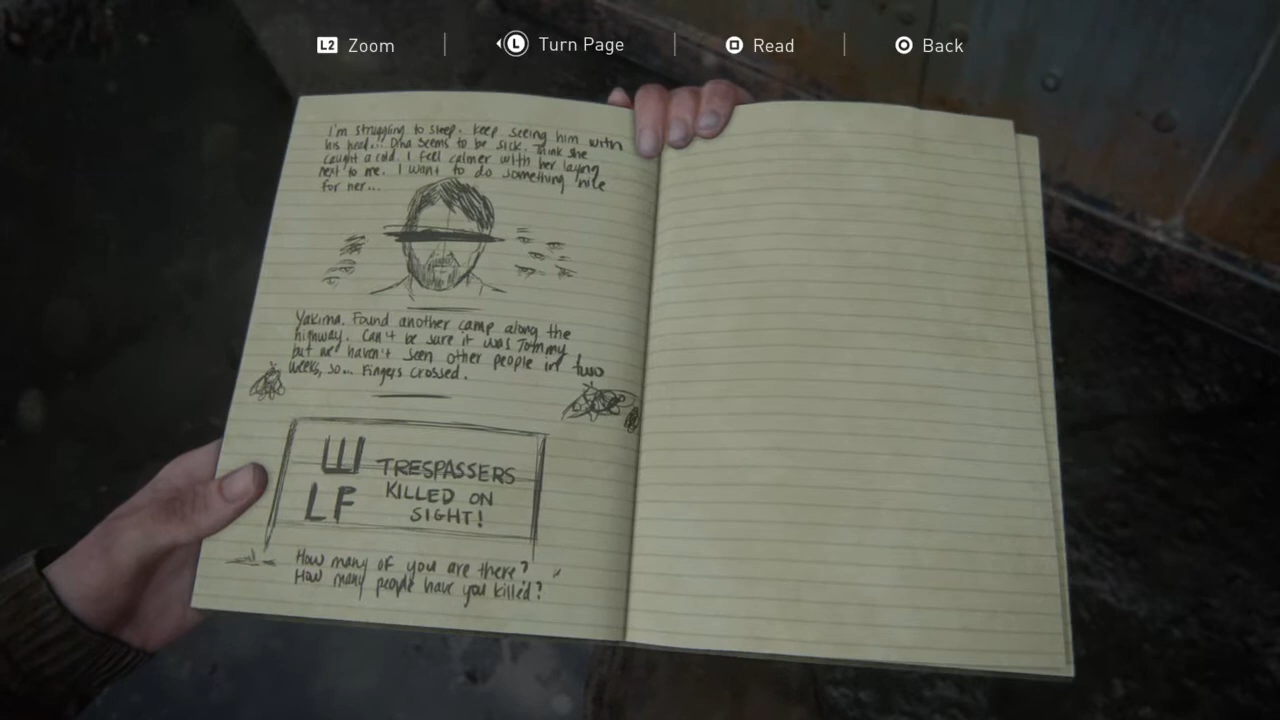 L2 Zoom
L Turn Page
Read
Back
I'm struggling to sleep. Keep seeing him with
his head... Dina seems to be sick. Think she
caught a cold. I feel calmer with her laying
next to me. I want to do something nice
for her...
Yakima. Found another camp along the
highway. Can't be sure it was Tommy
but we haven't seen other people in two
weeks, so... Fingers crossed.
W TRESPASSERS
LF KILLED ON
SIGHT!
How many of you are there?
How many people have you killed?